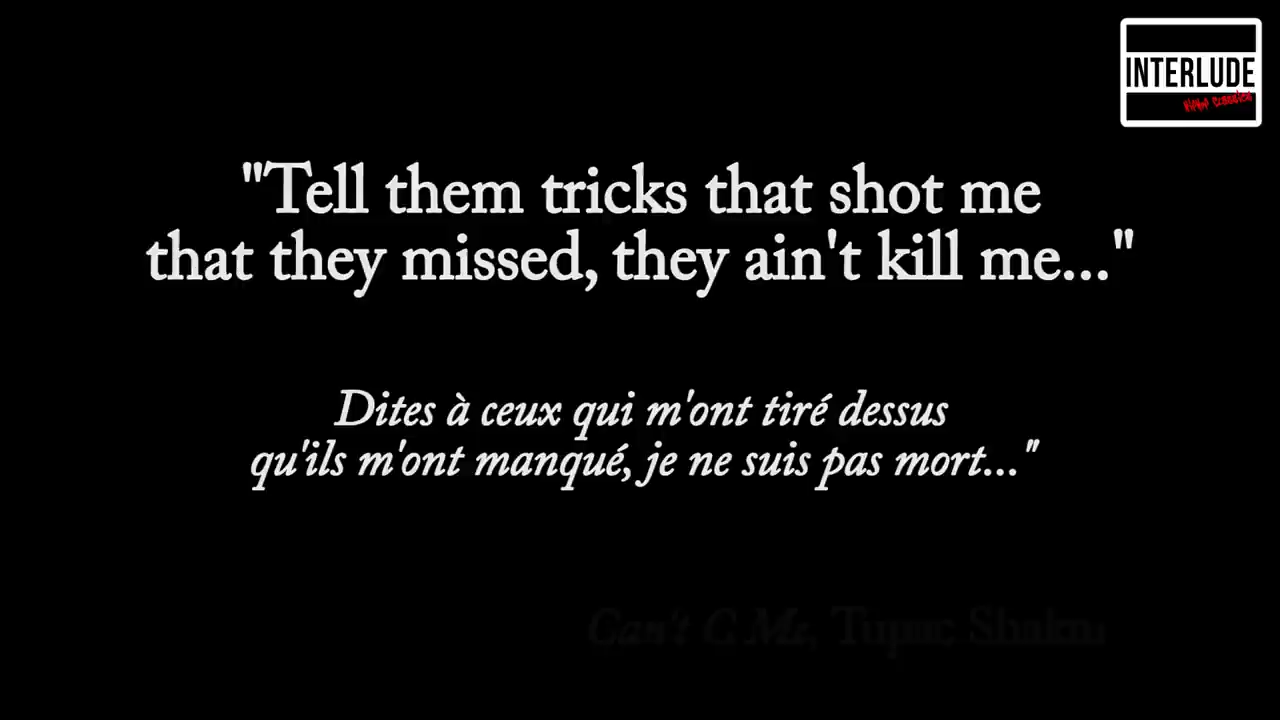 INTERLUDE
"Tell them tricks that shot me
that they missed, they ain't kill me..."
Dites à ceux qui m'ont tiré dessus
qu'ils m'ont manqué, je ne suis pas mort..."
Can't C Me, Tupac Shakur